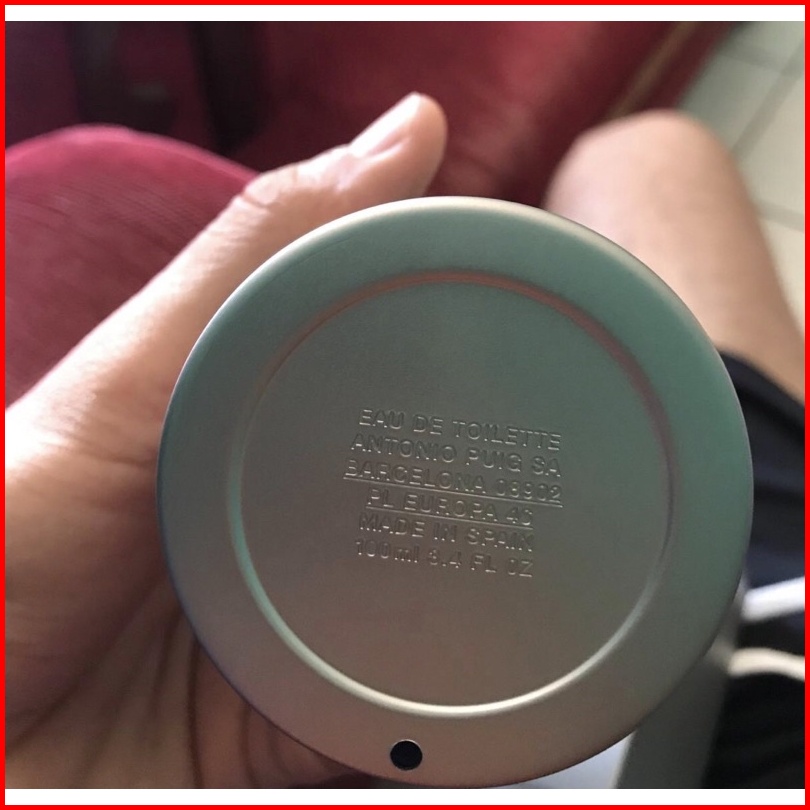 EAU DE TOILETTE
ANTONIO PUIG SA
BARCELONA 08902
PL EUROPA 46
MADE IN SPAIN
100ml 3.4 FL OZ